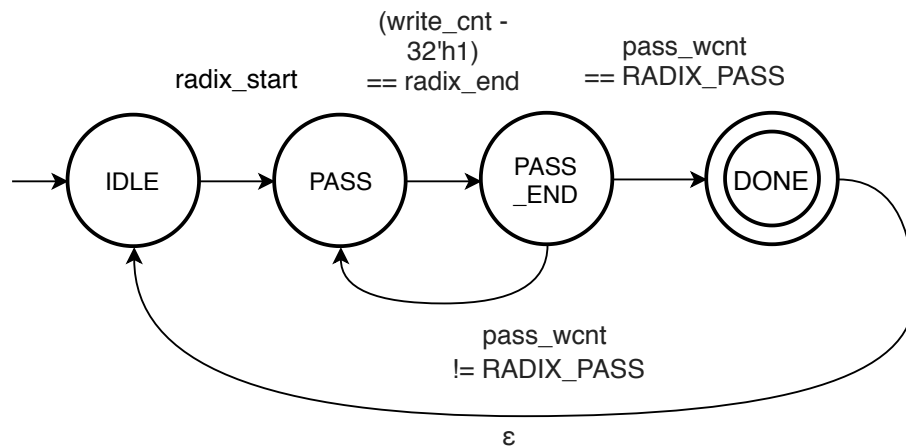 (write_cnt -
32'h1)
== radix_end
pass_wcnt
== RADIX_PASS
radix_start
IDLE
PASS
PASS
_END
DONE
pass_wcnt
!= RADIX_PASS
ε